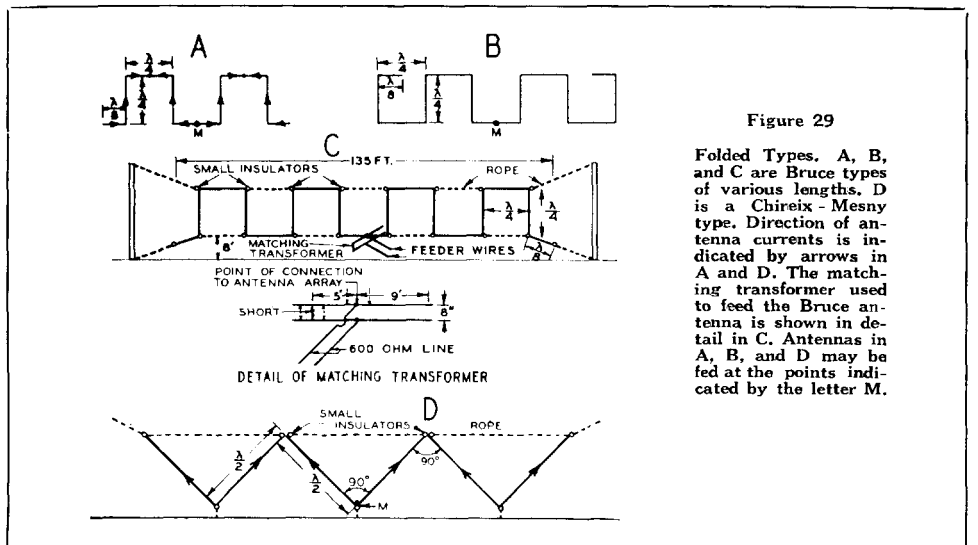 A
B
λ/4
λ/4
λ/8
M
λ/4
λ/8
λ/4
M
Figure 29
Folded Types. A, B,
and C are Bruce types
of various lengths. D
is a Chireix - Mesny
type. Direction of an-
tenna currents is in-
dicated by arrows in
A and D. The match-
ing transformer used
to feed the Bruce an-
tenna is shown in de-
tail in C. Antennas in
A, B, and D may be
fed at the points indi-
cated by the letter M.
C
135 FT.
SMALL INSULATORS
ROPE
λ/4
λ/4
8'
MATCHING
TRANSFORMER
FEEDER WIRES
λ/8
POINT OF CONNECTION
TO ANTENNA ARRAY
5'
9'
SHORT
8"
600 OHM LINE
DETAIL OF MATCHING TRANSFORMER
D
SMALL
INSULATORS
ROPE
λ/2
λ/2
90°
90°
M